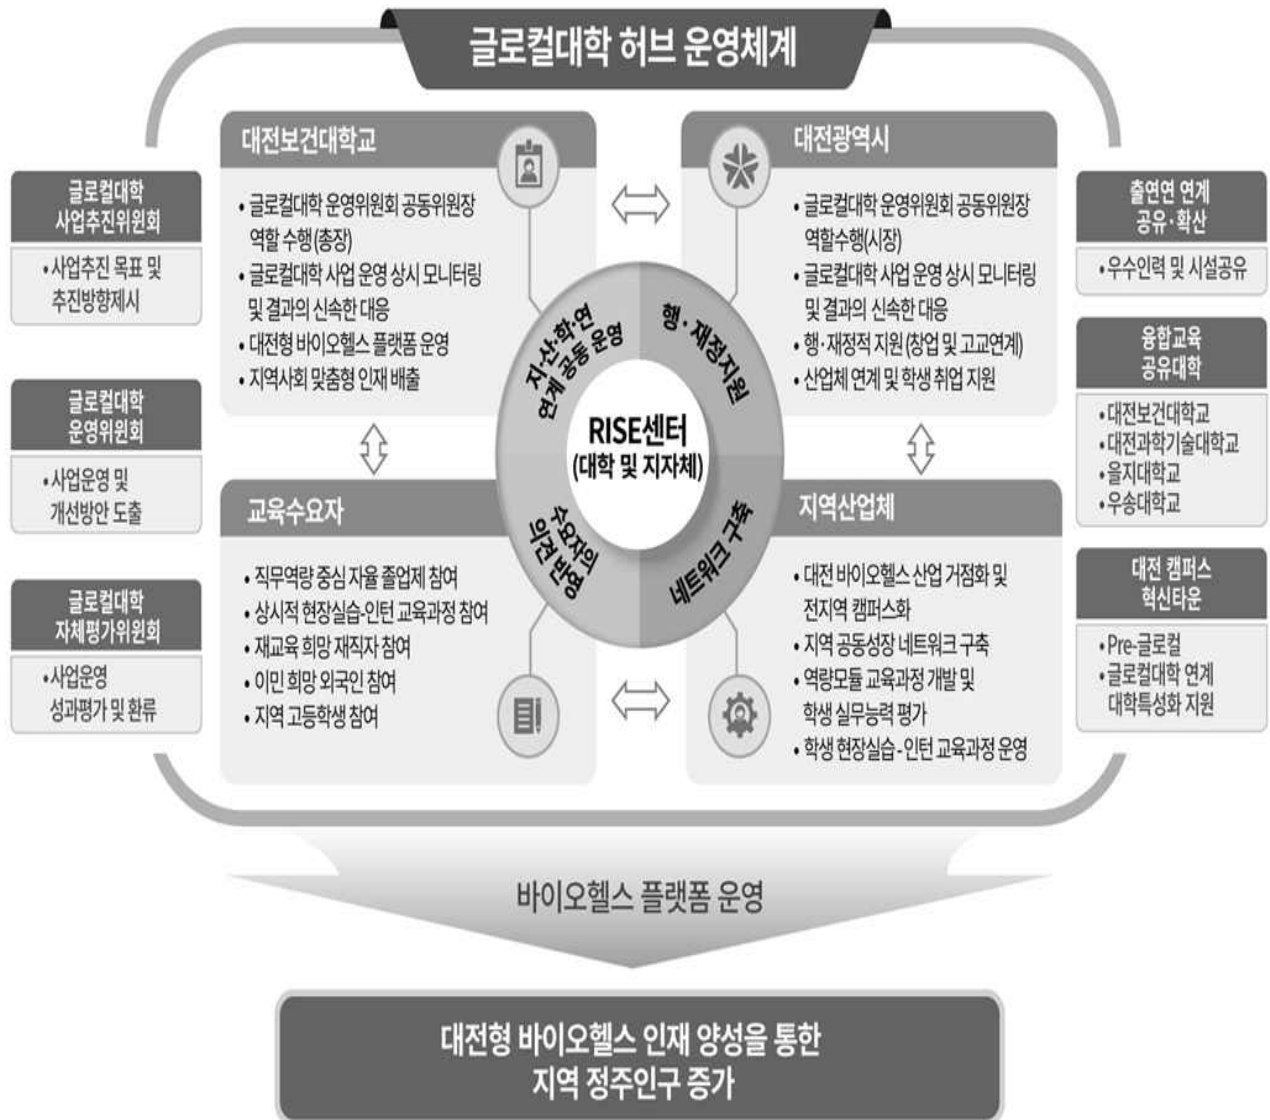 글로컬대학 허브 운영체계
글로컬대학
사업추진위원회
• 사업추진 목표 및
추진방향제시
글로컬대학
운영위원회
• 사업운영 및
개선방안 도출
글로컬대학
자체평가위원회
• 사업운영
성과평가 및 환류
대전보건대학교
• 글로컬대학 운영위원회 공동위원장
역할 수행(총장)
• 글로컬대학 사업 운영 상시 모니터링
및 결과의 신속한 대응
• 대전형 바이오헬스 플랫폼 운영
• 지역사회 맞춤형 인재 배출
대전광역시
• 글로컬대학 운영위원회 공동위원장
역할수행(시장)
• 글로컬대학 사업 운영 상시 모니터링
및 결과의 신속한 대응
• 행·재정적 지원 (창업 및 고교연계)
• 산업체 연계 및 학생 취업 지원
지·산·학·연
연계 공동 운영
행·재정지원
RISE센터
(대학 및 지자체)
수요자의
의견 반영
네트워크 구축
교육수요자
• 직무역량 중심 자율 졸업제 참여
• 상시적 현장실습-인턴 교육과정 참여
• 재교육 희망 재직자 참여
• 이민 희망 외국인 참여
• 지역 고등학생 참여
지역산업체
• 대전 바이오헬스 산업 거점화 및
전지역 캠퍼스화
• 지역 공동성장 네트워크 구축
• 역량모듈 교육과정 개발 및
학생 실무능력 평가
• 학생 현장실습 - 인턴 교육과정 운영
출연연 연계
공유·확산
• 우수인력 및 시설공유
융합교육
공유대학
• 대전보건대학교
• 대전과학기술대학교
• 을지대학교
• 우송대학교
대전 캠퍼스
혁신타운
• Pre-글로컬
• 글로컬대학 연계
대학특성화 지원
바이오헬스 플랫폼 운영
대전형 바이오헬스 인재 양성을 통한
지역 정주인구 증가